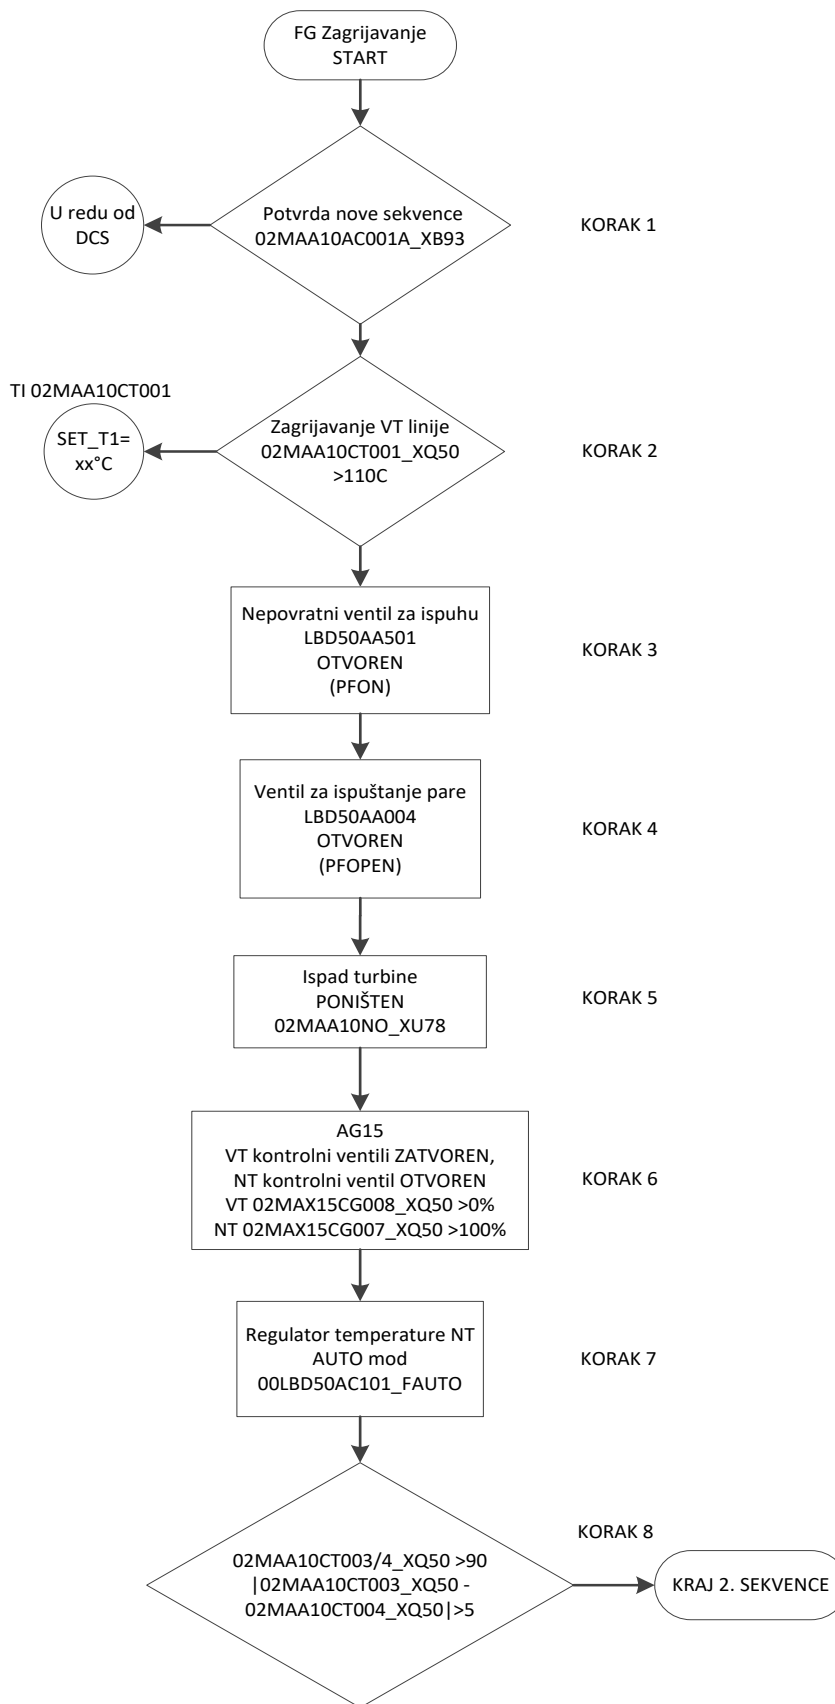 FG Zagrijavanje
START
Potvrda nove sekvence
02MAA10AC001A_XB93
U redu od
DCS
KORAK 1
TI 02MAA10CT001
SET_T1=
xx°C
Zagrijavanje VT linije
02MAA10CT001_XQ50
>110C
KORAK 2
Nepovratni ventil za ispuhu
LBD50AA501
OTVOREN
(PFON)
KORAK 3
Ventil za ispuštanje pare
LBD50AA004
OTVOREN
(PFOPEN)
KORAK 4
Ispad turbine
PONIŠTEN
02MAA10NO_XU78
KORAK 5
AG15
VT kontrolni ventili ZATVOREN,
NT kontrolni ventil OTVOREN
VT 02MAX15CG008_XQ50 >0%
NT 02MAX15CG007_XQ50 >100%
KORAK 6
Regulator temperature NT
AUTO mod
00LBD50AC101_FAUTO
KORAK 7
KORAK 8
02MAA10CT003/4_XQ50 >90
|02MAA10CT003_XQ50 -
02MAA10CT004_XQ50|>5
KRAJ 2. SEKVENCE